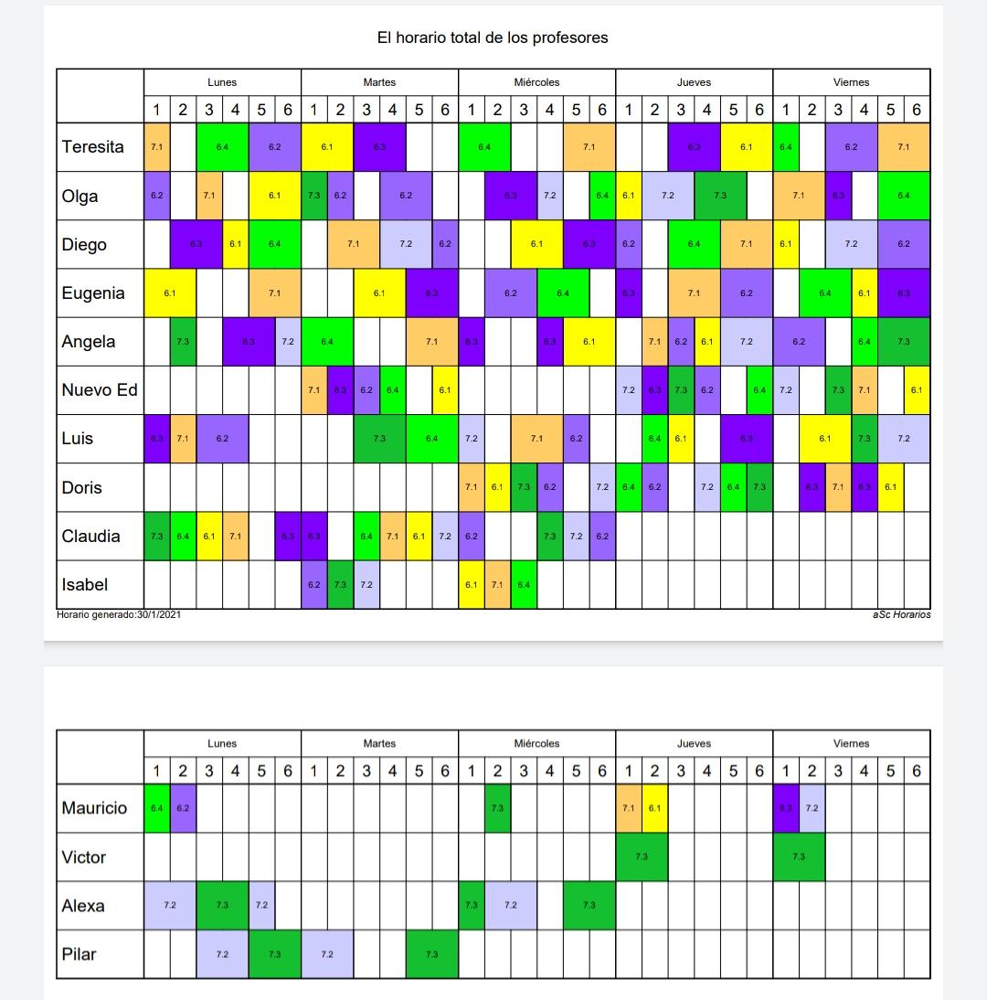 El horario total de los profesores
Lunes Martes Miércoles Jueves Viernes
1 2 3 4 5 6 1 2 3 4 5 6 1 2 3 4 5 6 1 2 3 4 5 6 1 2 3 4 5 6
Teresita 7.1 6.4 6.2 6.1 6.3 6.4 7.1 6.3 6.1 6.4 6.2 7.1
Olga 6.2 7.1 6.1 7.3 6.2 6.2 6.3 7.2 6.4 6.1 7.2 7.3 7.1 6.3 6.4
Diego 6.3 6.1 6.4 7.1 7.2 6.2 6.1 6.3 6.2 6.4 7.1 6.1 7.2 6.2
Eugenia 6.1 7.1 6.1 6.3 6.2 6.4 6.3 7.1 6.2 6.4 6.1 6.3
Angela 7.3 6.3 7.2 6.4 7.1 6.3 6.3 6.1 7.1 6.2 6.1 7.2 6.2 6.4 7.3
Nuevo Ed 7.1 6.3 6.2 6.4 6.1 7.2 6.3 7.3 6.2 6.4 7.2 7.3 7.1 6.1
Luis 6.3 7.1 6.2 7.3 6.4 7.2 7.1 6.2 6.4 6.1 6.3 6.1 7.3 7.2
Doris 7.1 6.1 7.3 6.2 7.2 6.4 6.2 7.2 6.4 7.3 6.3 7.1 6.3 6.1
Claudia 7.3 6.4 6.1 7.1 6.3 6.3 6.4 7.1 6.1 7.2 6.2 7.3 7.2 6.2
Isabel 6.2 7.3 7.2 6.1 7.1 6.4
Horario generado:30/1/2021 aSc Horarios
Lunes Martes Miércoles Jueves Viernes
1 2 3 4 5 6 1 2 3 4 5 6 1 2 3 4 5 6 1 2 3 4 5 6 1 2 3 4 5 6
Mauricio 6.4 6.2 7.3 7.1 6.1 6.3 7.2
Victor 7.3 7.3
Alexa 7.2 7.3 7.2 7.3 7.2 7.3
Pilar 7.2 7.3 7.2 7.3